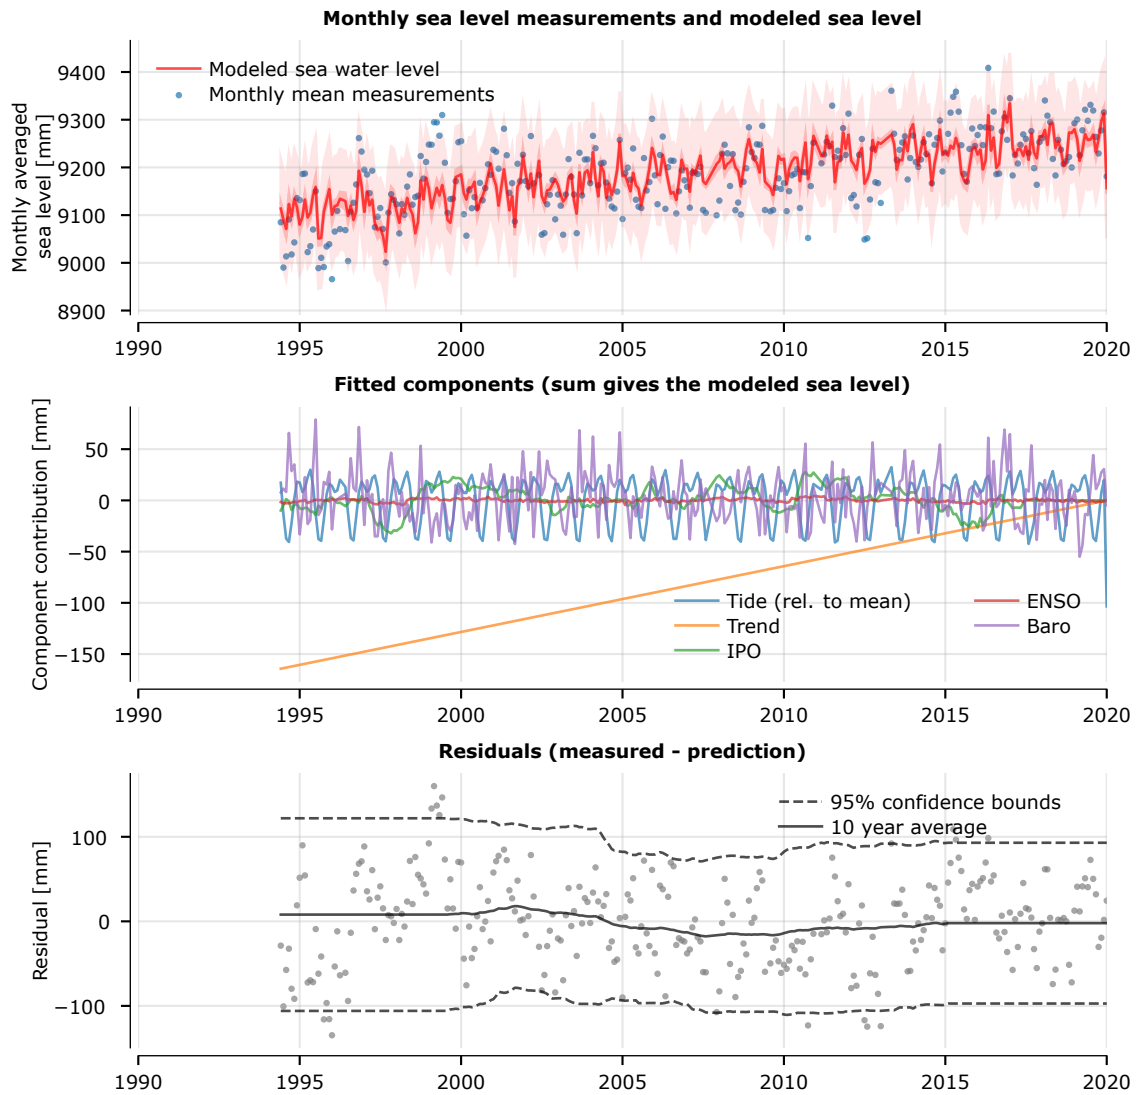 Monthly sea level measurements and modeled sea level
Monthly averaged
sea level [mm]
9400
9300
9200
9100
9000
8900
Modeled sea water level
Monthly mean measurements
1990
1995
2000
2005
2010
2015
2020
Fitted components (sum gives the modeled sea level)
Component contribution [mm]
50
0
−50
−100
−150
Tide (rel. to mean)
Trend
IPO
ENSO
Baro
1990
1995
2000
2005
2010
2015
2020
Residuals (measured - prediction)
Residual [mm]
100
0
−100
95% confidence bounds
10 year average
1990
1995
2000
2005
2010
2015
2020